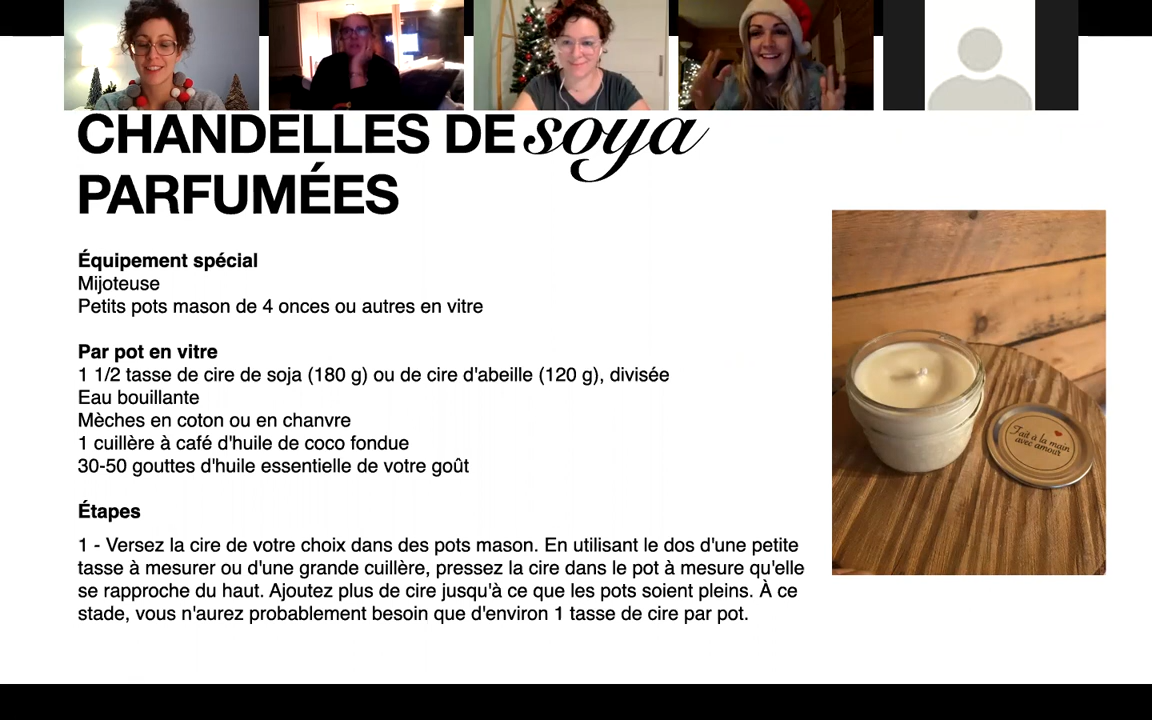 CHANDELLES DE soya
PARFUMÉES
Équipement spécial
Mijoteuse
Petits pots mason de 4 onces ou autres en vitre
Par pot en vitre
1 1/2 tasse de cire de soja (180 g) ou de cire d'abeille (120 g), divisée
Eau bouillante
Mèches en coton ou en chanvre
1 cuillère à café d'huile de coco fondue
30-50 gouttes d'huile essentielle de votre goût
Étapes
1 - Versez la cire de votre choix dans des pots mason. En utilisant le dos d'une petite
tasse à mesurer ou d'une grande cuillère, pressez la cire dans le pot à mesure qu'elle
se rapproche du haut. Ajoutez plus de cire jusqu'à ce que les pots soient pleins. À ce
stade, vous n'aurez probablement besoin que d'environ 1 tasse de cire par pot.
Fait à la main
avec amour